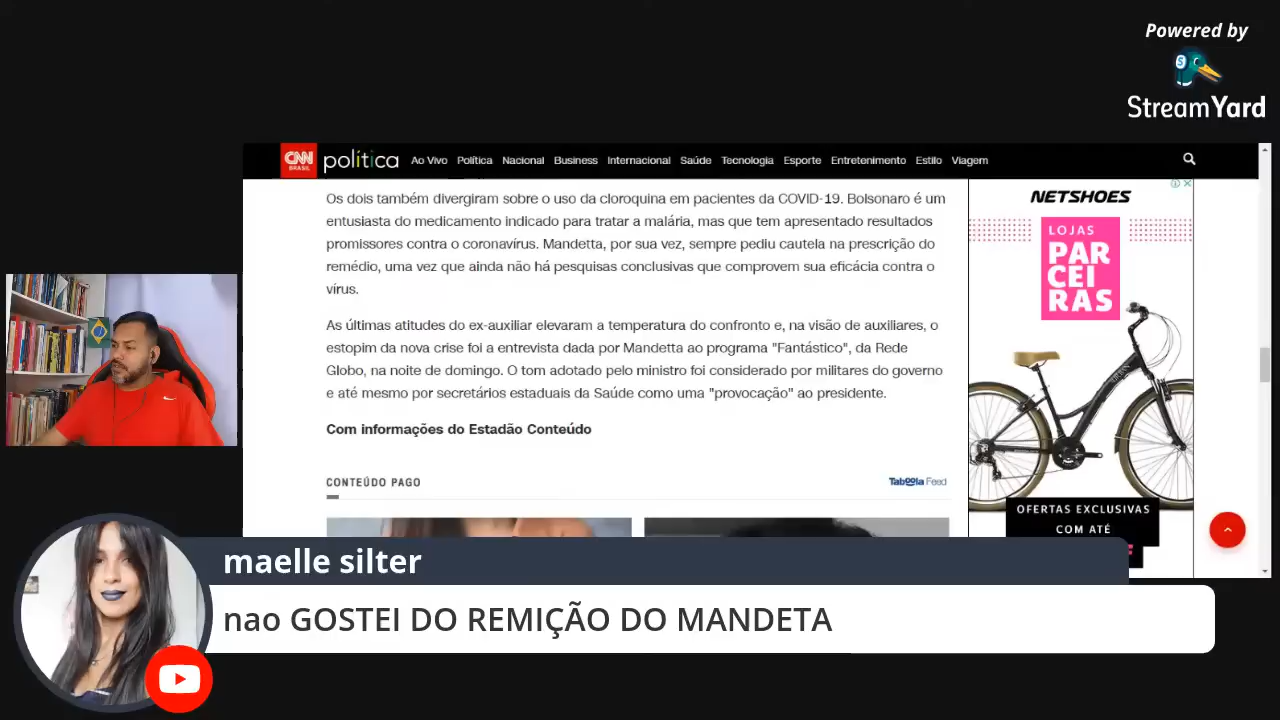 Powered by
StreamYard
CNN
BRASIL
política
Ao Vivo Política Nacional Business Internacional Saúde Tecnologia Esporte Entretenimento Estilo Viagem
Os dois também divergiram sobre o uso da cloroquina em pacientes da COVID-19. Bolsonaro é um
entusiasta do medicamento indicado para tratar a malária, mas que tem apresentado resultados
promissores contra o coronavírus. Mandetta, por sua vez, sempre pediu cautela na prescrição do
remédio, uma vez que ainda não há pesquisas conclusivas que comprovem sua eficácia contra o
vírus.
As últimas atitudes do ex-auxiliar elevaram a temperatura do confronto e, na visão de auxiliares, o
estopim da nova crise foi a entrevista dada por Mandetta ao programa "Fantástico", da Rede
Globo, na noite de domingo. O tom adotado pelo ministro foi considerado por militares do governo
e até mesmo por secretários estaduais da Saúde como uma "provocação" ao presidente.
Com informações do Estadão Conteúdo
CONTEÚDO PAGO
Taboola Feed
NETSHOES
LOJAS
PAR
CEI
RAS
OFERTAS EXCLUSIVAS
COM ATÉ
maelle silter
nao GOSTEI DO REMIÇÃO DO MANDETA